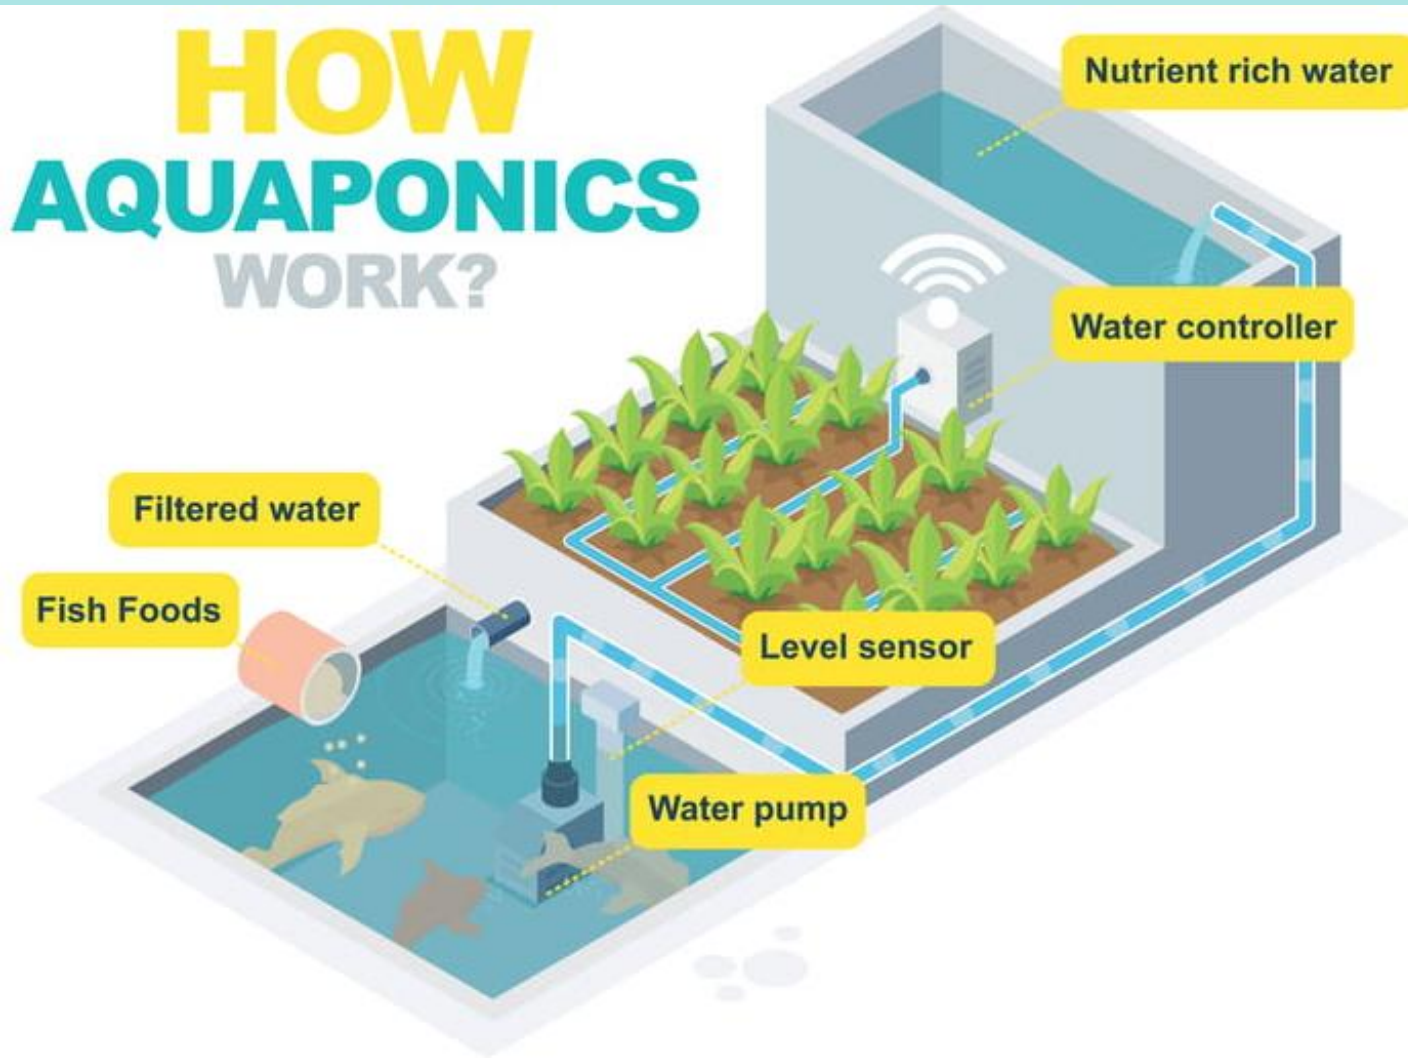 HOW
AQUAPONICS
WORK?
Nutrient rich water
Water controller
Filtered water
Fish Foods
Level sensor
Water pump